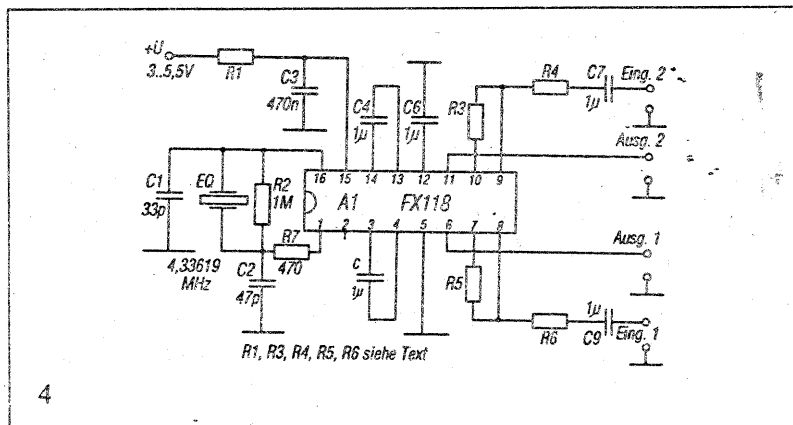 +U
3..5,5V
R1
C3
470n
C4
1µ
C6
1µ
R3
R4
C7
1µ
Eing. 2
Ausg. 2
C1
33p
EQ
R2
1M
16 15 14 13 12 11 10 9
A1 FX118
1 2 3 4 5 6 7 8
4,33619
MHz
R7
470
C2
47p
c
1µ
R5
R6
1µ
C9
Ausg. 1
Eing. 1
R1, R3, R4, R5, R6 siehe Text
4